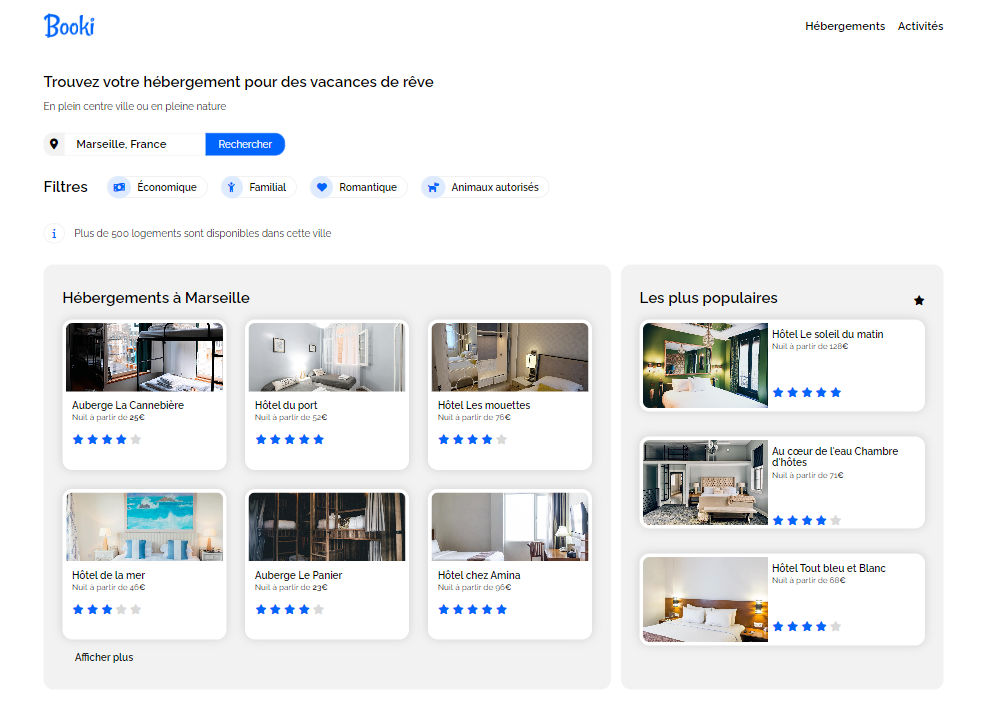 Booki
Hébergements
Activités
Trouvez votre hébergement pour des vacances de rêve
En plein centre ville ou en pleine nature
Marseille, France
Rechercher
Filtres
Économique
Familial
Romantique
Animaux autorisés
Plus de 500 logements sont disponibles dans cette ville
Hébergements à Marseille
Auberge La Cannebière
Nuit à partir de 25€
Hôtel du port
Nuit à partir de 52€
Hôtel Les mouettes
Nuit à partir de 76€
Hôtel de la mer
Nuit à partir de 46€
Auberge Le Panier
Nuit à partir de 23€
Hôtel chez Amina
Nuit à partir de 96€
Afficher plus
Les plus populaires
Hôtel Le soleil du matin
Nuit à partir de 128€
Au cœur de l'eau Chambre
d'hôtes
Nuit à partir de 71€
Hôtel Tout bleu et Blanc
Nuit à partir de 68€